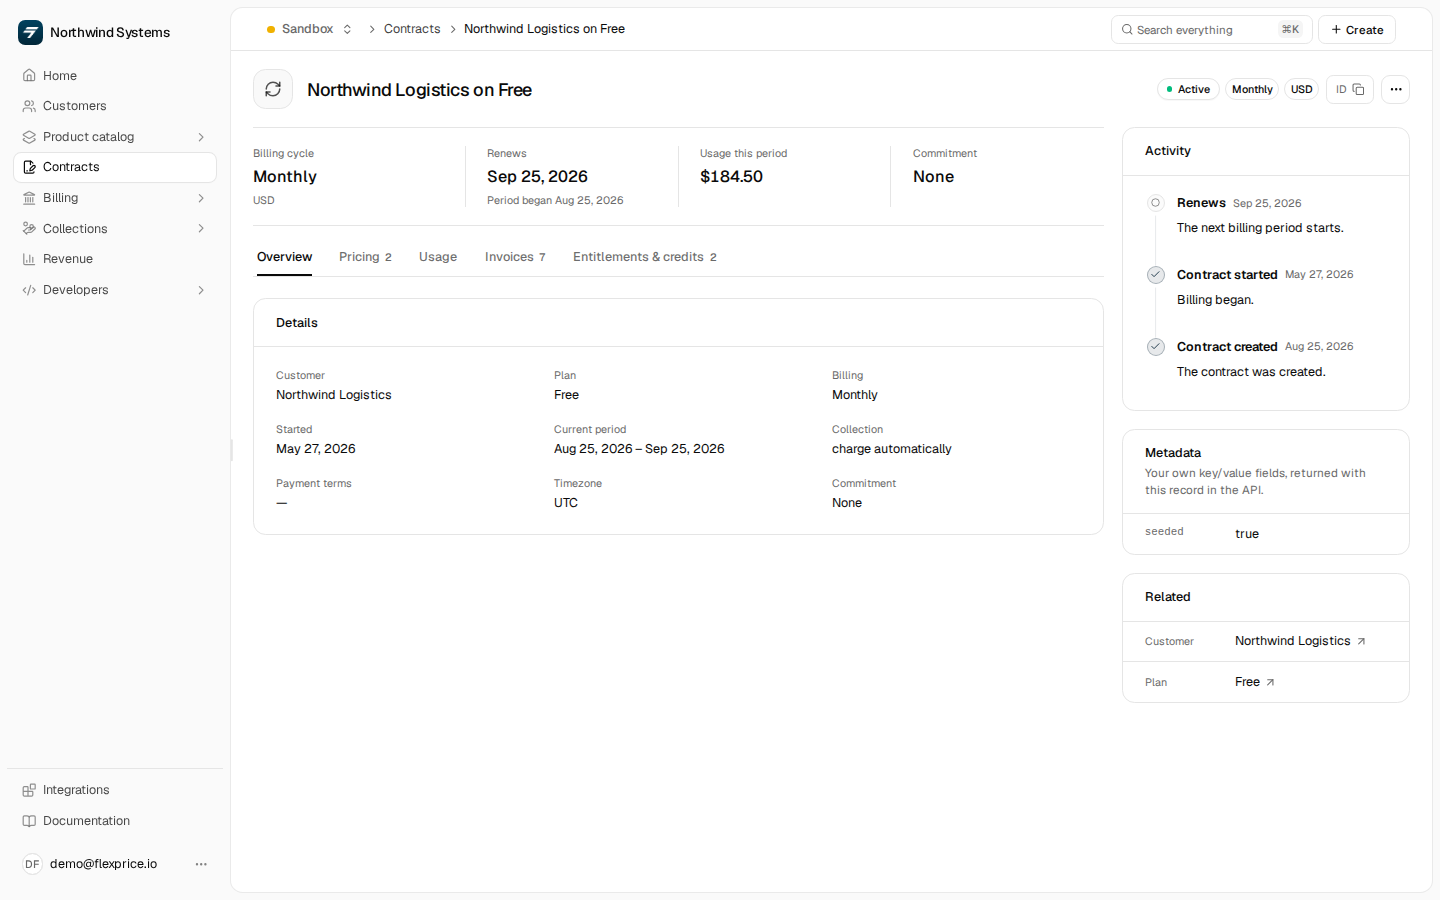 Northwind Systems
Home
Customers
Product catalog
Contracts
Billing
Collections
Revenue
Developers
Integrations
Documentation
DF demo@flexprice.io
Sandbox Contracts Northwind Logistics on Free
Search everything ⌘K
Create
Northwind Logistics on Free
Active Monthly USD ID
Billing cycle
Monthly
USD
Renews
Sep 25, 2026
Period began Aug 25, 2026
Usage this period
$184.50
Commitment
None
Overview Pricing 2 Usage Invoices 7 Entitlements & credits 2
Details
Customer
Northwind Logistics
Plan
Free
Billing
Monthly
Started
May 27, 2026
Current period
Aug 25, 2026 – Sep 25, 2026
Collection
charge automatically
Payment terms
—
Timezone
UTC
Commitment
None
Activity
Renews Sep 25, 2026
The next billing period starts.
Contract started May 27, 2026
Billing began.
Contract created Aug 25, 2026
The contract was created.
Metadata
Your own key/value fields, returned with
this record in the API.
seeded true
Related
Customer Northwind Logistics
Plan Free